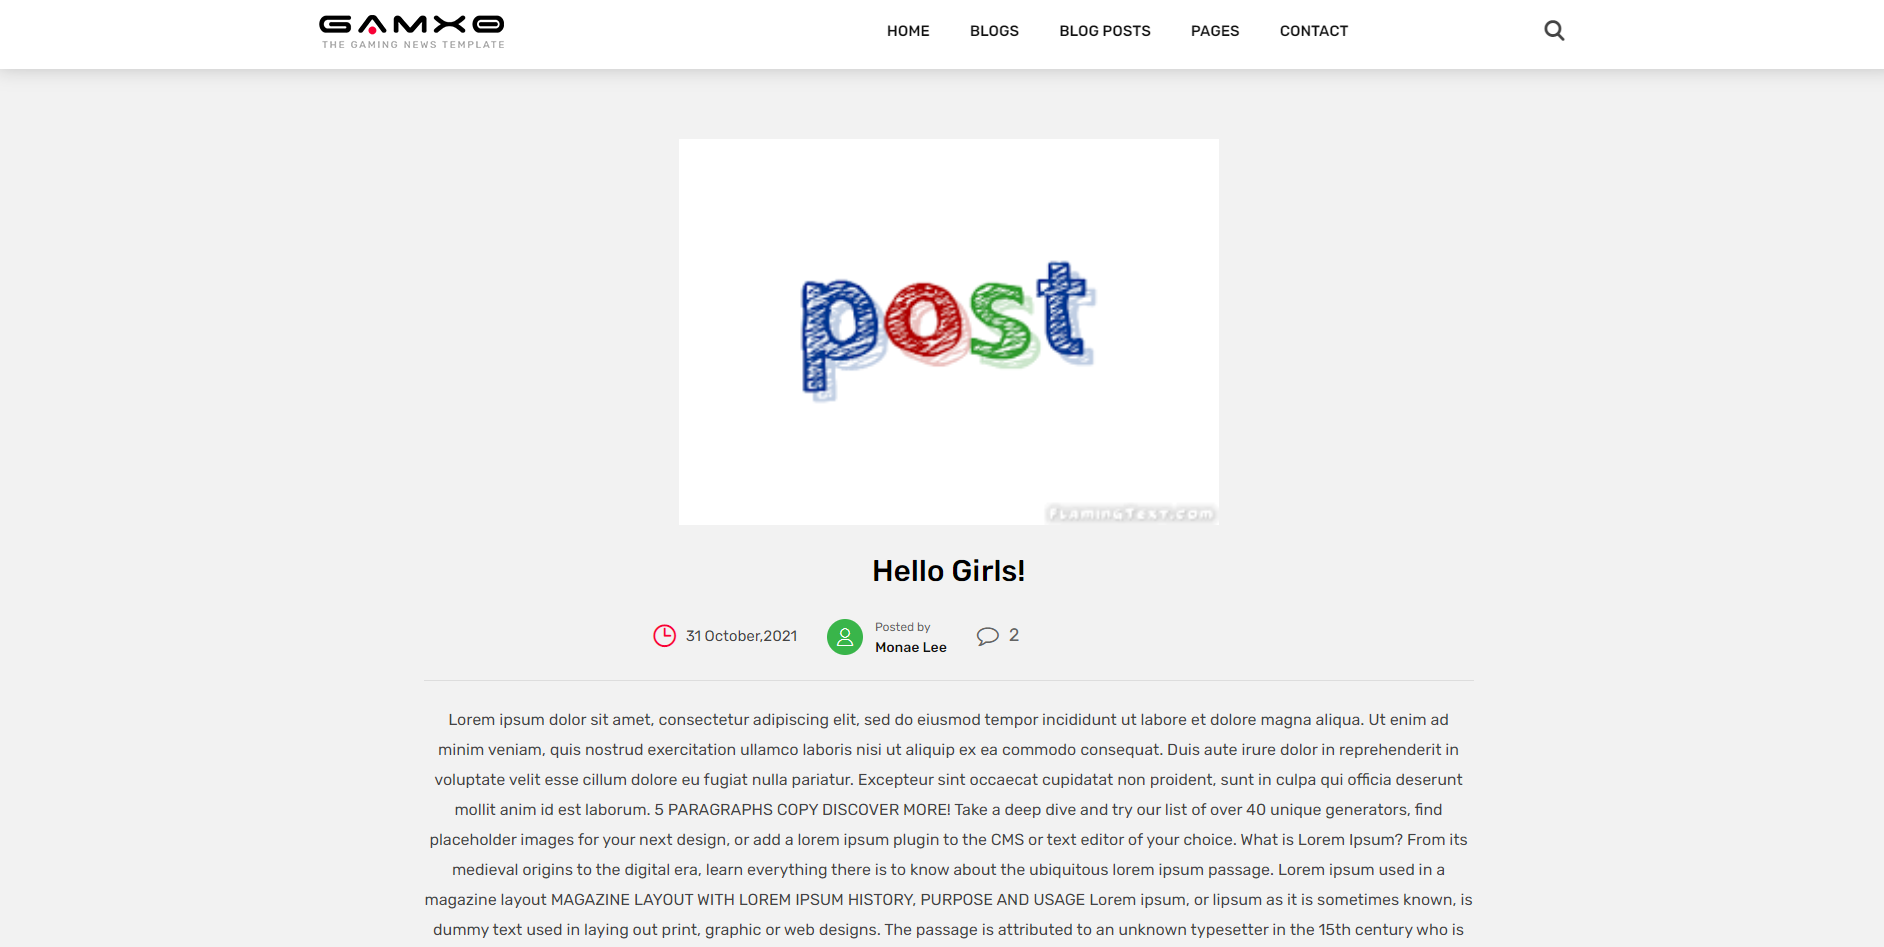 GAMXO
THE GAMING NEWS TEMPLATE
HOME BLOGS BLOG POSTS PAGES CONTACT
post
FlamingText.com
Hello Girls!
31 October,2021
Posted by
Monae Lee
2
Lorem ipsum dolor sit amet, consectetur adipiscing elit, sed do eiusmod tempor incididunt ut labore et dolore magna aliqua. Ut enim ad
minim veniam, quis nostrud exercitation ullamco laboris nisi ut aliquip ex ea commodo consequat. Duis aute irure dolor in reprehenderit in
voluptate velit esse cillum dolore eu fugiat nulla pariatur. Excepteur sint occaecat cupidatat non proident, sunt in culpa qui officia deserunt
mollit anim id est laborum. 5 PARAGRAPHS COPY DISCOVER MORE! Take a deep dive and try our list of over 40 unique generators, find
placeholder images for your next design, or add a lorem ipsum plugin to the CMS or text editor of your choice. What is Lorem Ipsum? From its
medieval origins to the digital era, learn everything there is to know about the ubiquitous lorem ipsum passage. Lorem ipsum used in a
magazine layout MAGAZINE LAYOUT WITH LOREM IPSUM HISTORY, PURPOSE AND USAGE Lorem ipsum, or lipsum as it is sometimes known, is
dummy text used in laying out print, graphic or web designs. The passage is attributed to an unknown typesetter in the 15th century who is